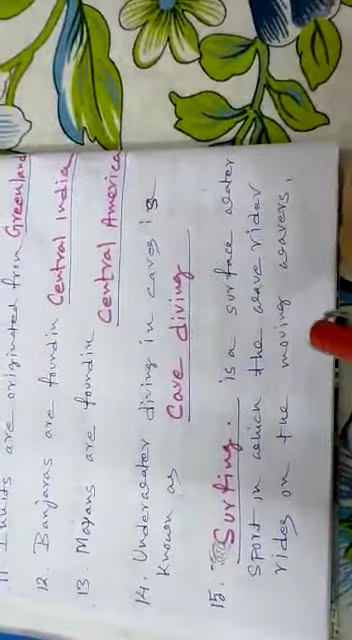 11. Inuits are originated from Greenland
12. Banjaras are found in Central India
13. Mayans are found in Central America
14. Underwater diving in caves is
known as Cave diving
15. Surfing. is a surface water
sport in which the wave rider
rides on the moving wavers.